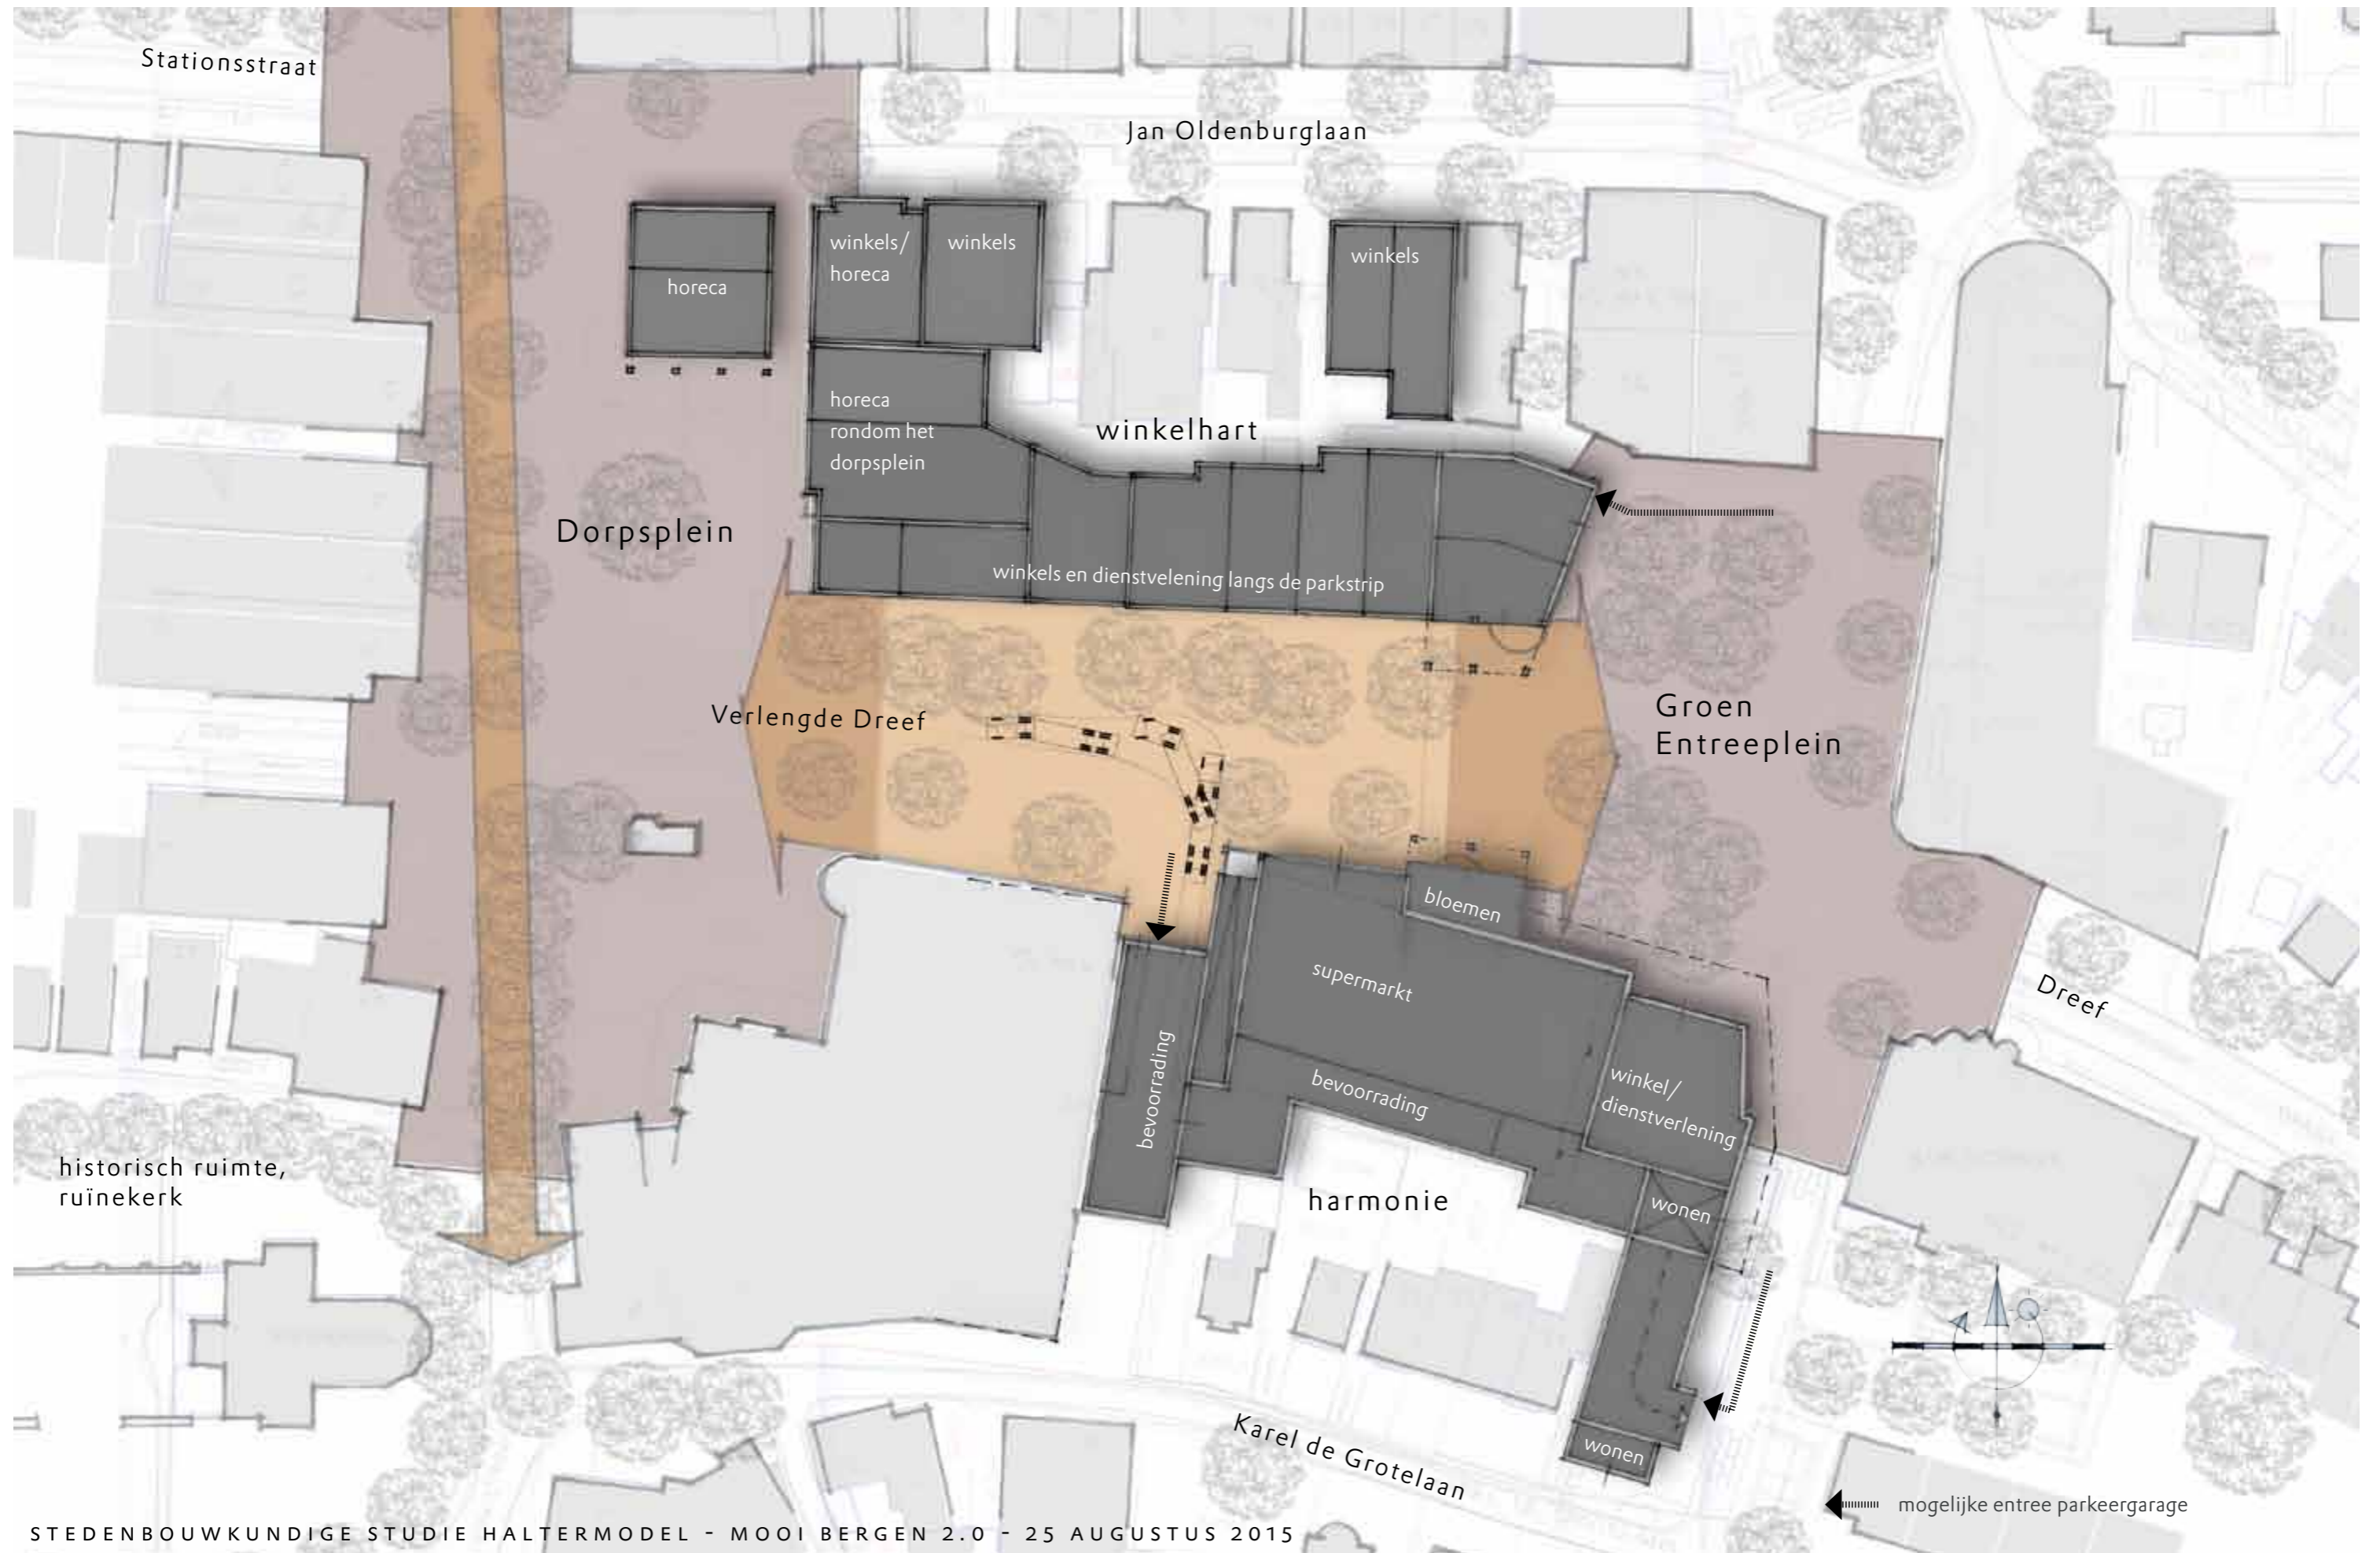 Stationsstraat
Jan Oldenburglaan
horeca
winkels/
horeca
winkels
winkels
horeca
rondom het
dorpsplein
winkelhart
Dorpsplein
winkels en dienstvelening langs de parkstrip
Verlengde Dreef
Groen
Entreeplein
bloemen
supermarkt
Dreef
bevoorrading
bevoorrading
winkel/
dienstverlening
historisch ruimte,
ruïnekerk
harmonie
wonen
Karel de Grotelaan
wonen
mogelijke entree parkeergarage
STEDENBOUWKUNDIGE STUDIE HALTERMODEL - MOOI BERGEN 2.0 - 25 AUGUSTUS 2015